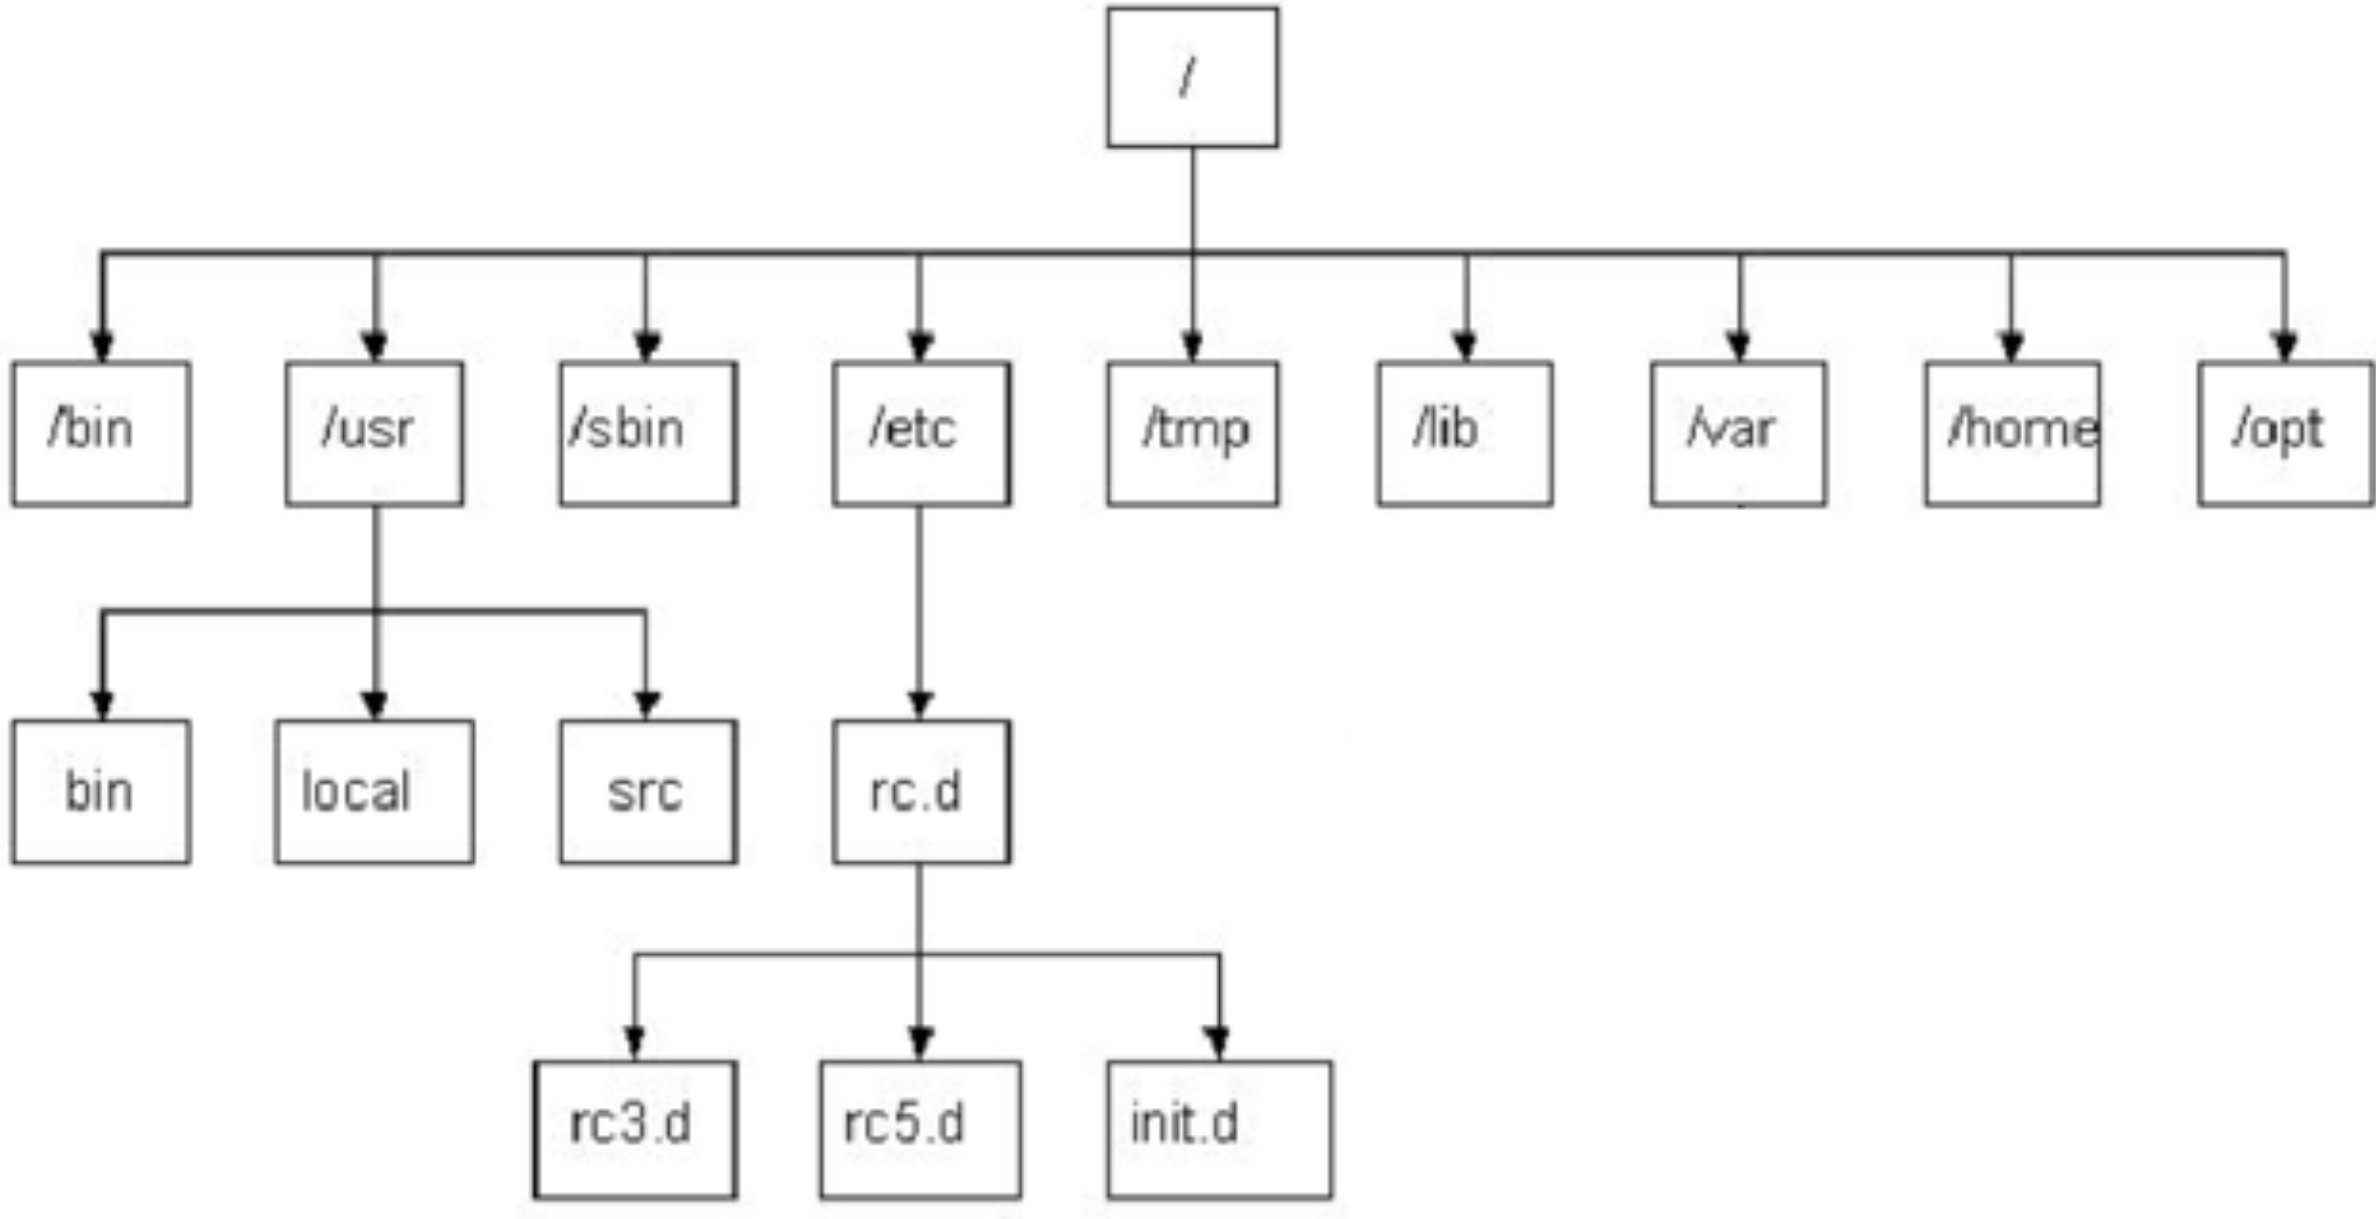 /
/bin
/usr
/sbin
/etc
/tmp
/lib
/var
/home
/opt
bin
local
src
rc.d
rc3.d
rc5.d
init.d